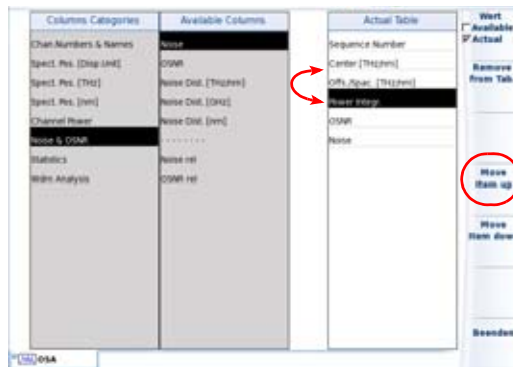 Columns Categories
Available Columns
Actual Table
Chan.Numbers & Names
Spect. Pos. [Disp.Unit]
Spect. Pos. [THz]
Spect. Pos. [nm]
Channel Power
Noise & OSNR
Statistics
Wdm Analysis
Noise
OSNR
Noise Dist. [THz/nm]
Noise Dist. [GHz]
Noise Dist. [nm]
- - - - - - - -
Noise rel
OSNR rel
Sequence Number
Center [THz/nm]
Offs./Spac. [THz/nm]
Power Integr.
OSNR
Noise
Wert
Available
Actual
Remove
from Tab
Move
Item up
Move
Item dow
Beenden
OSA